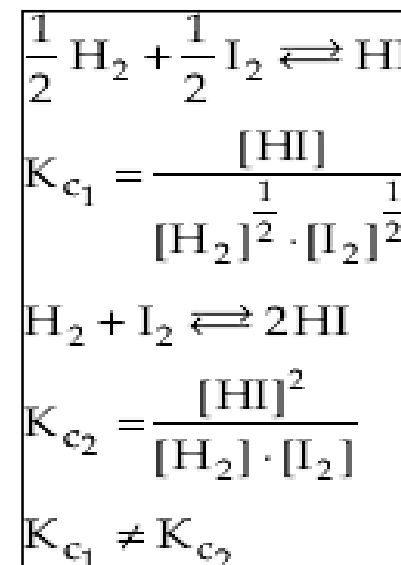 1/2 H₂ + 1/2 I₂ ⇌ HI
K_c₁ = [HI] / [H₂]^1/2 · [I₂]^1/2
H₂ + I₂ ⇌ 2HI
K_c₂ = [HI]² / [H₂] · [I₂]
K_c₁ ≠ K_c₂